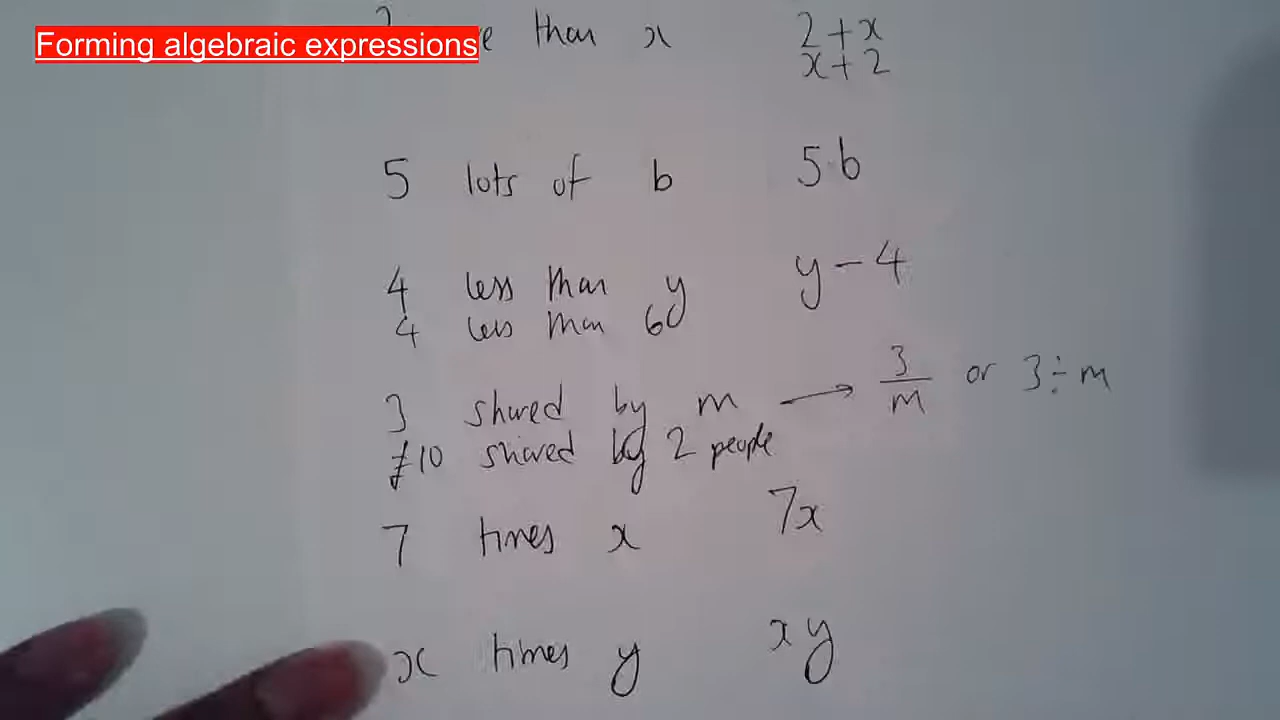 Forming algebraic expressions
than x 2+x
x+2
5 lots of b 5b
4 less than y y-4
4 less than 6
3 shared by m → 3/m or 3÷m
£10 shared by 2 people
7 times x 7x
x times y xy